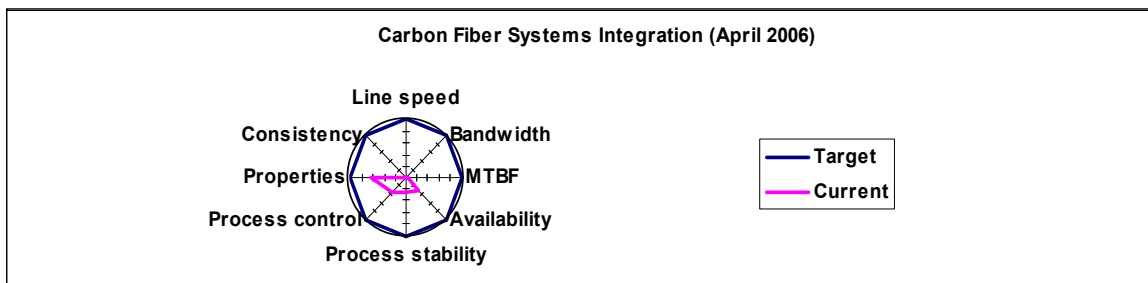 Carbon Fiber Systems Integration (April 2006)
Line speed
Consistency
Bandwidth
Properties
MTBF
Process control
Availability
Process stability
Target
Current